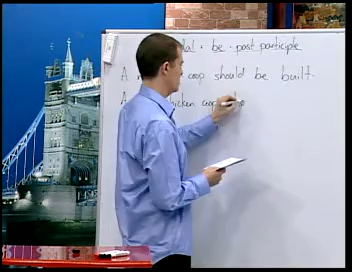 be - past participle
A coop should be built.
A chicken coop